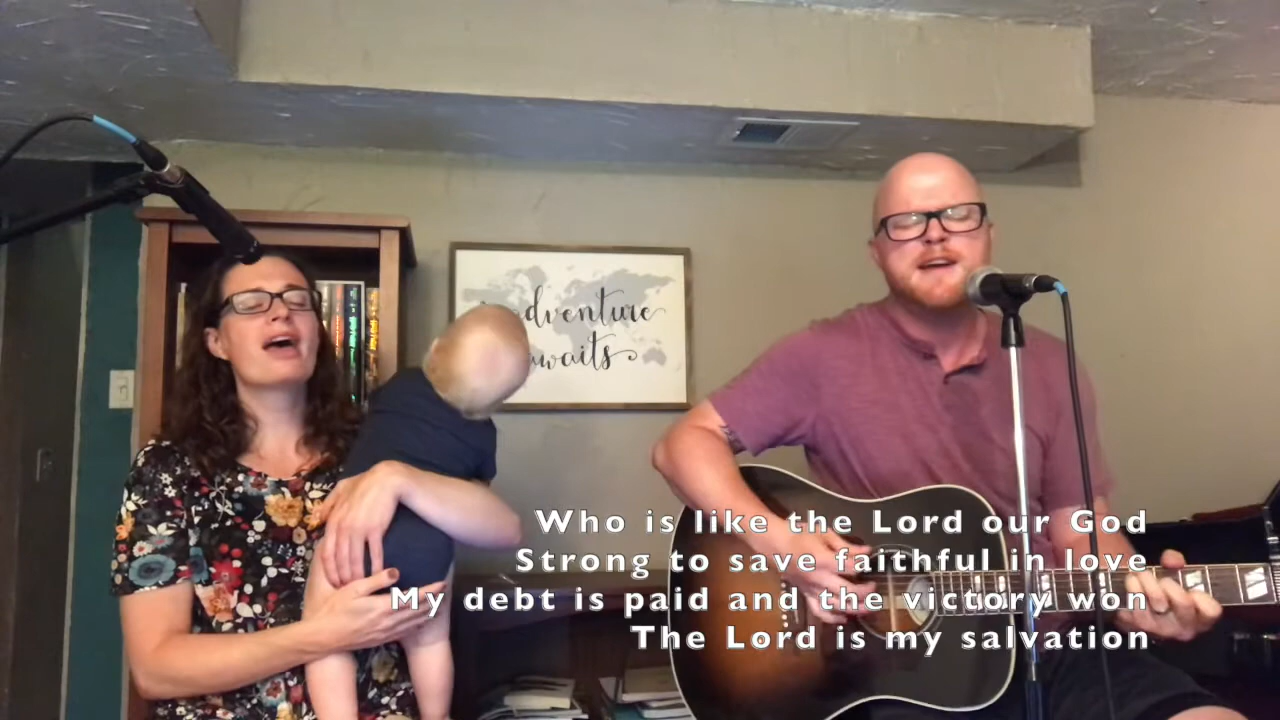 adventure
awaits
Who is like the Lord our God
Strong to save faithful in love
My debt is paid and the victory won
The Lord is my salvation